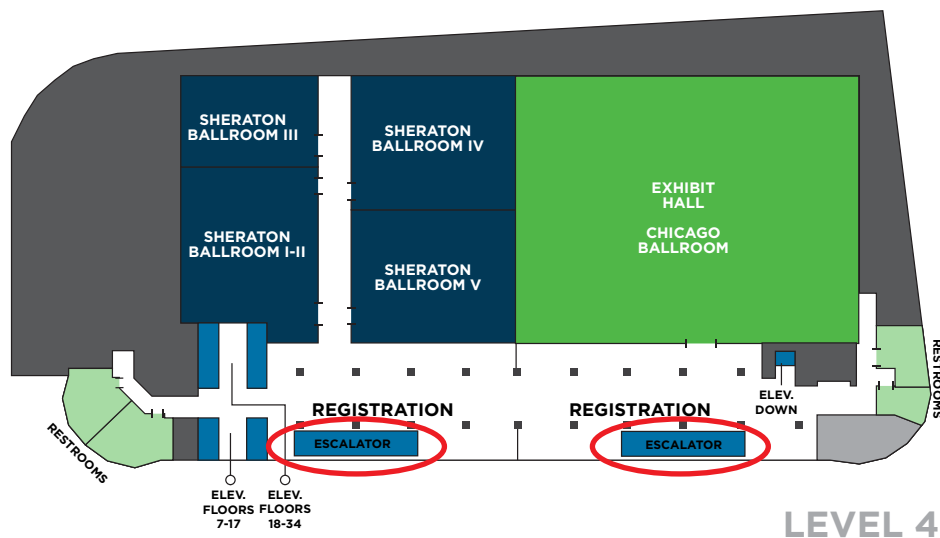 SHERATON
BALLROOM III
SHERATON
BALLROOM IV
EXHIBIT
HALL
CHICAGO
BALLROOM
SHERATON
BALLROOM I-II
SHERATON
BALLROOM V
RESTROOMS
ELEV.
DOWN
REGISTRATION
REGISTRATION
ESCALATOR
ESCALATOR
RESTROOMS
ELEV.
FLOORS
7-17
ELEV.
FLOORS
18-34
LEVEL 4